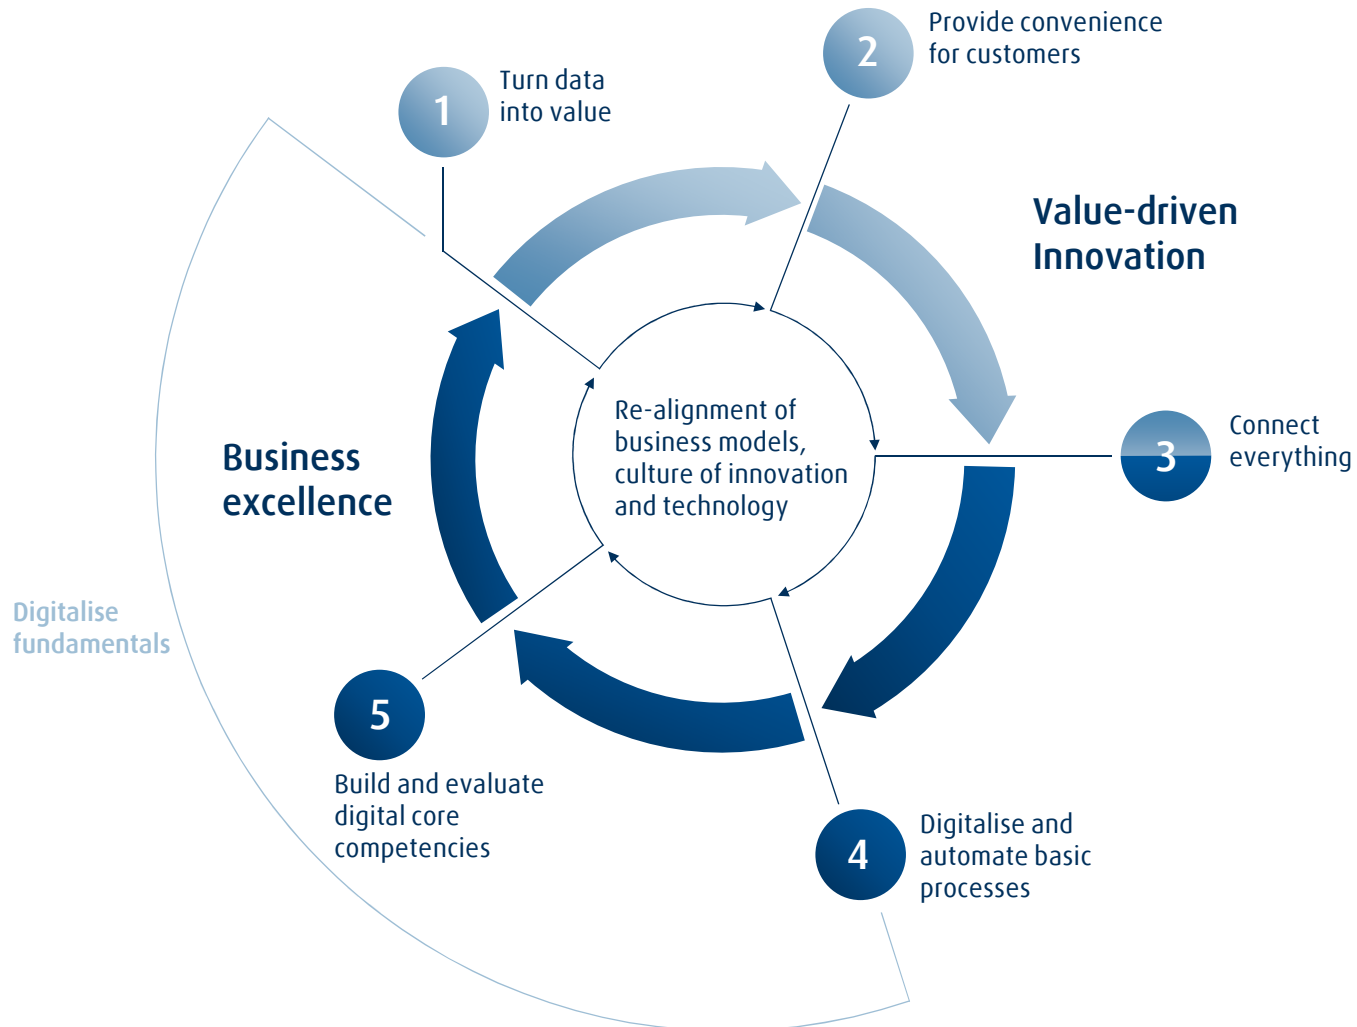 1
Turn data
into value
2
Provide convenience
for customers
Value-driven
Innovation
3
Connect
everything
Re-alignment of
business models,
culture of innovation
and technology
Business
excellence
Digitalise
fundamentals
5
Build and evaluate
digital core
competencies
4
Digitalise and
automate basic
processes